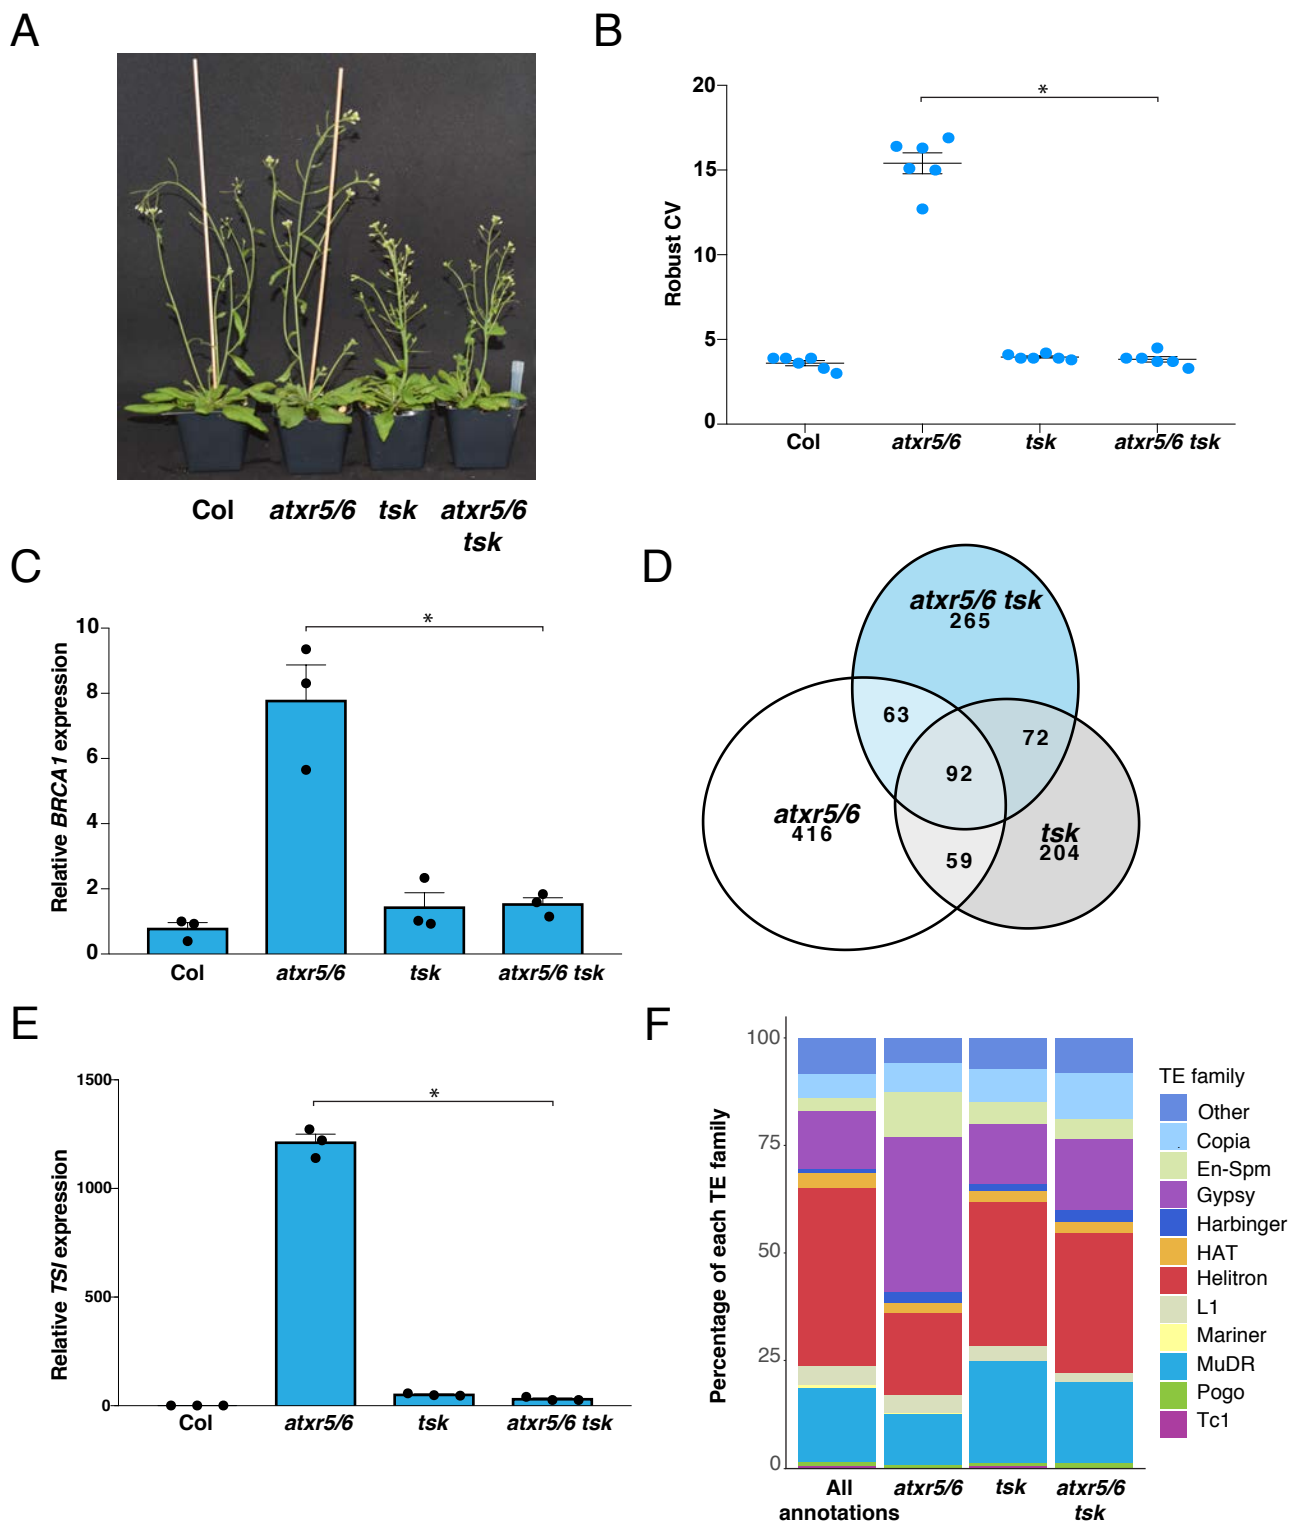 A
Col
atxr5/6
tsk
atxr5/6
tsk
B
Robust CV
20
15
10
5
0
*
Col
atxr5/6
tsk
atxr5/6 tsk
C
Relative BRCA1 expression
10
8
6
4
2
0
*
Col
atxr5/6
tsk
atxr5/6 tsk
D
atxr5/6 tsk
265
63
72
92
atxr5/6
416
tsk
204
59
E
Relative TSI expression
1500
1000
500
0
*
Col
atxr5/6
tsk
atxr5/6 tsk
F
Percentage of each TE family
100
75
50
25
0
All
annotations
atxr5/6
tsk
atxr5/6
tsk
TE family
Other
Copia
En-Spm
Gypsy
Harbinger
HAT
Helitron
L1
Mariner
MuDR
Pogo
Tc1